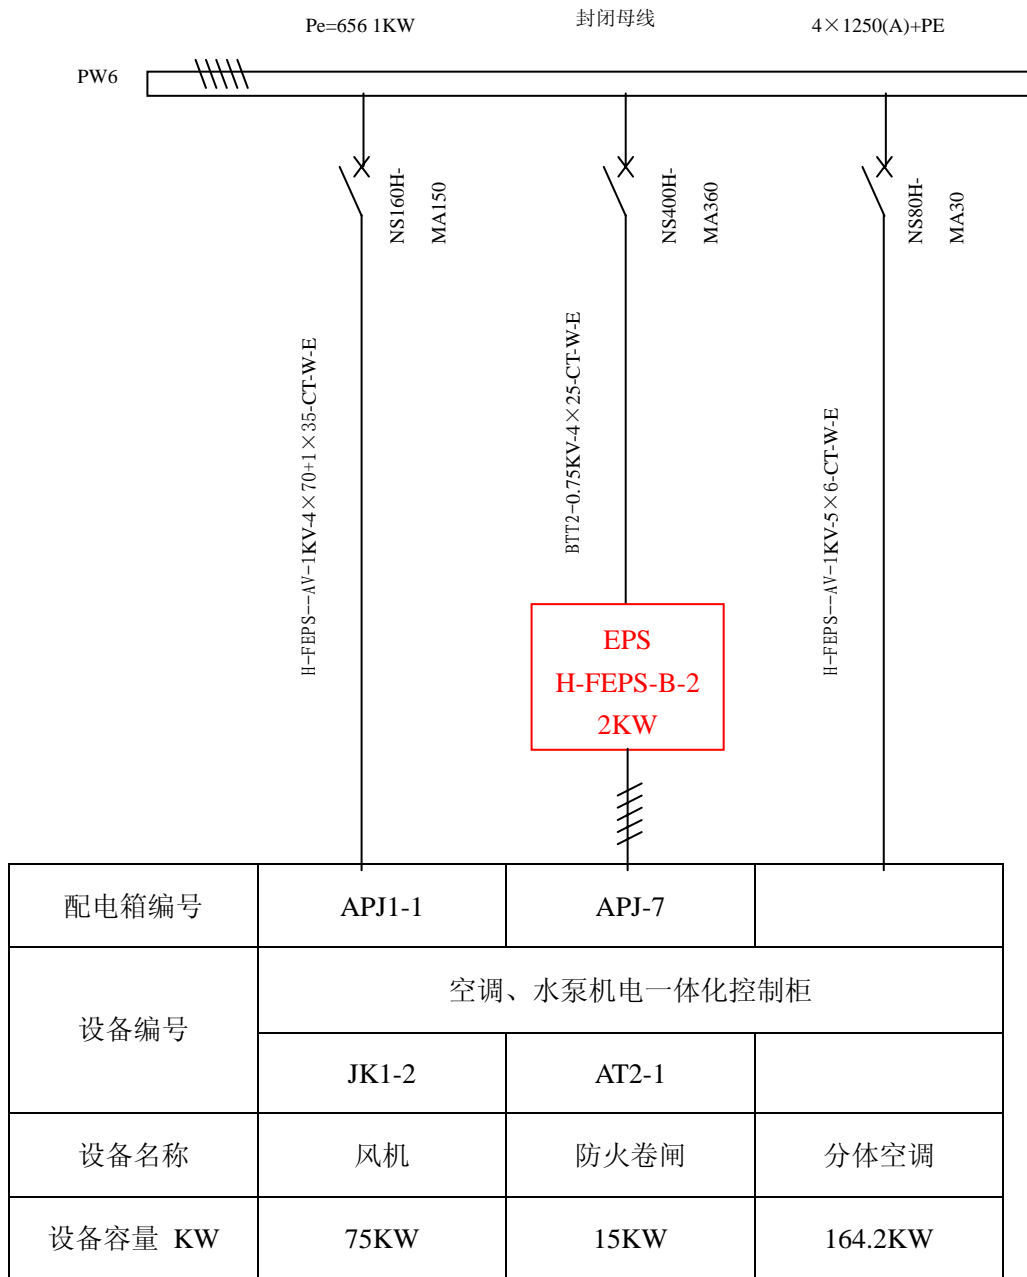 Pe=656 1KW
封闭母线
4×1250(A)+PE
PW6
NS160H-
MA150
NS400H-
MA360
NS80H-
MA30
H-FEPS--AV-1KV-4×70+1×35-CT-W-E
BTT2-0.75KV-4×25-CT-W-E
H-FEPS--AV-1KV-5×6-CT-W-E
EPS
H-FEPS-B-2
2KW
配电箱编号 APJ1-1 APJ-7
设备编号 空调、水泵机电一体化控制柜
JK1-2 AT2-1
设备名称 风机 防火卷闸 分体空调
设备容量 KW 75KW 15KW 164.2KW